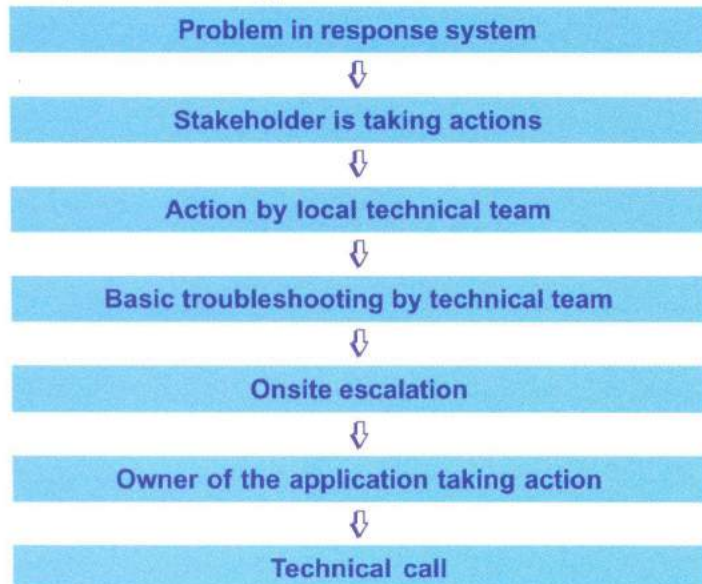 Problem in response system
Stakeholder is taking actions
Action by local technical team
Basic troubleshooting by technical team
Onsite escalation
Owner of the application taking action
Technical call